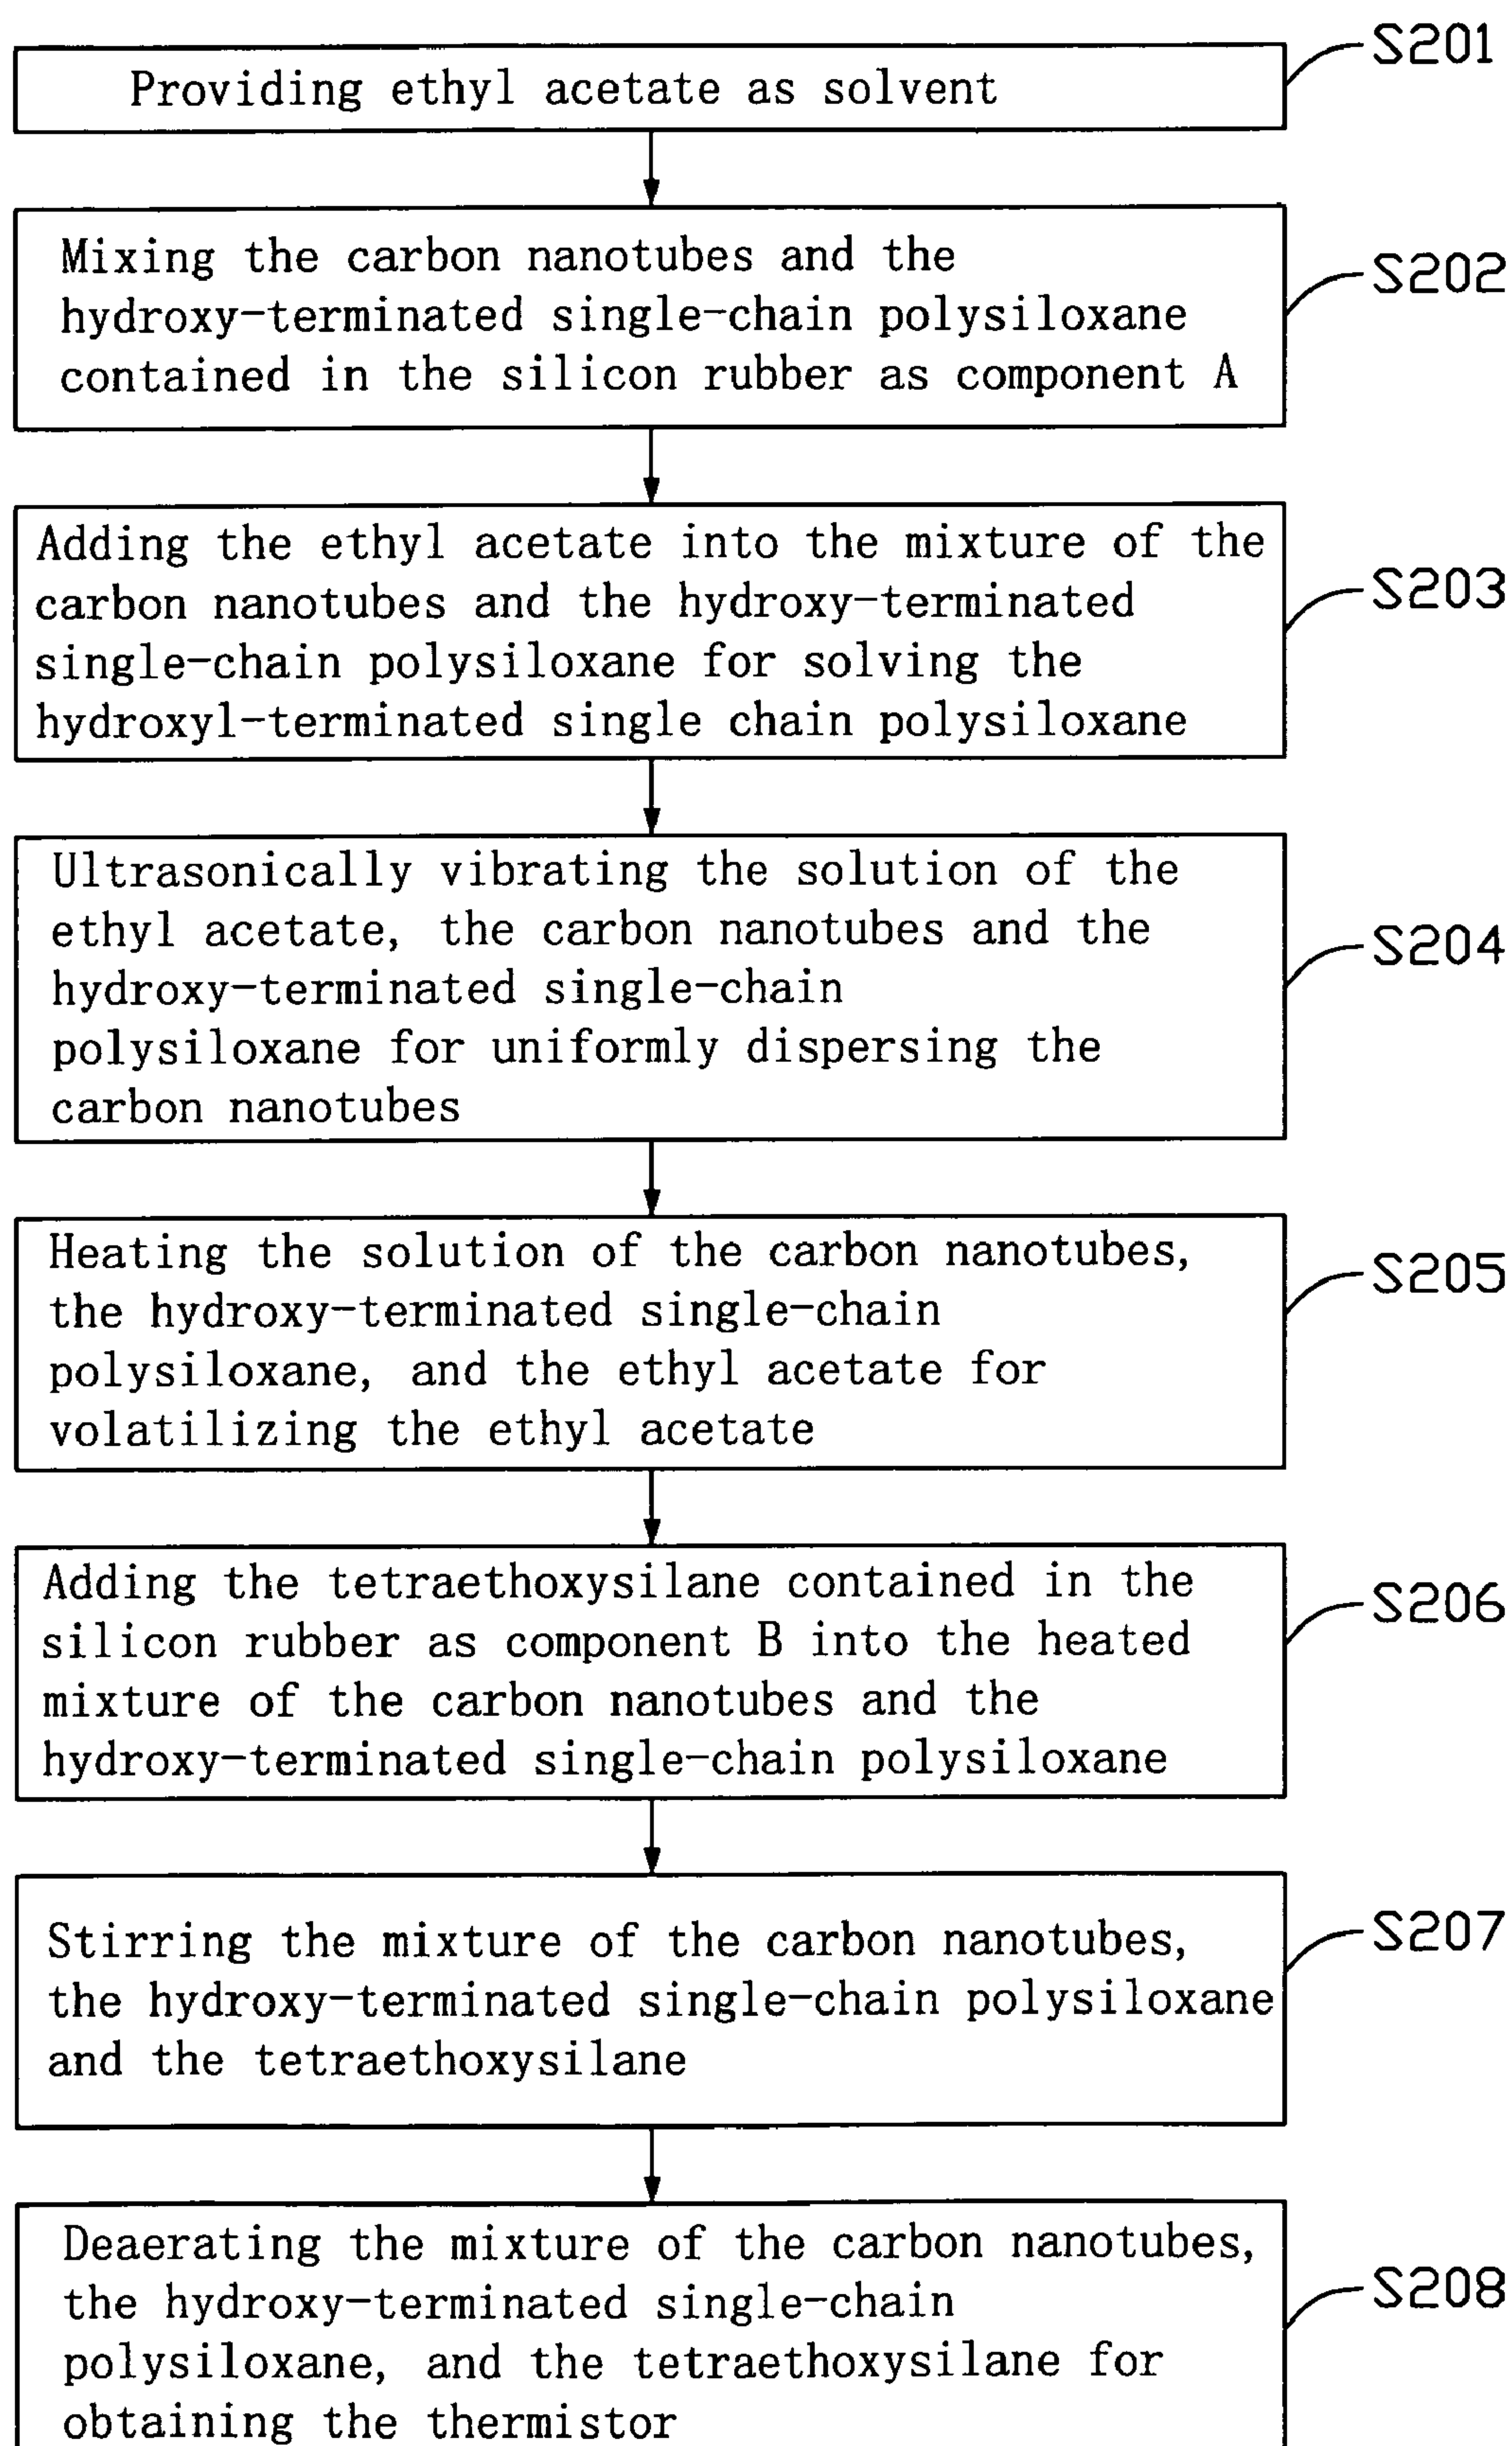 Providing ethyl acetate as solvent
S201
Mixing the carbon nanotubes and the
hydroxy-terminated single-chain polysiloxane
contained in the silicon rubber as component A
S202
Adding the ethyl acetate into the mixture of the
carbon nanotubes and the hydroxy-terminated
single-chain polysiloxane for solving the
hydroxyl-terminated single chain polysiloxane
S203
Ultrasonically vibrating the solution of the
ethyl acetate, the carbon nanotubes and the
hydroxy-terminated single-chain
polysiloxane for uniformly dispersing the
carbon nanotubes
S204
Heating the solution of the carbon nanotubes,
the hydroxy-terminated single-chain
polysiloxane, and the ethyl acetate for
volatilizing the ethyl acetate
S205
Adding the tetraethoxysilane contained in the
silicon rubber as component B into the heated
mixture of the carbon nanotubes and the
hydroxy-terminated single-chain polysiloxane
S206
Stirring the mixture of the carbon nanotubes,
the hydroxy-terminated single-chain polysiloxane
and the tetraethoxysilane
S207
Deaerating the mixture of the carbon nanotubes,
the hydroxy-terminated single-chain
polysiloxane, and the tetraethoxysilane for
obtaining the thermistor
S208